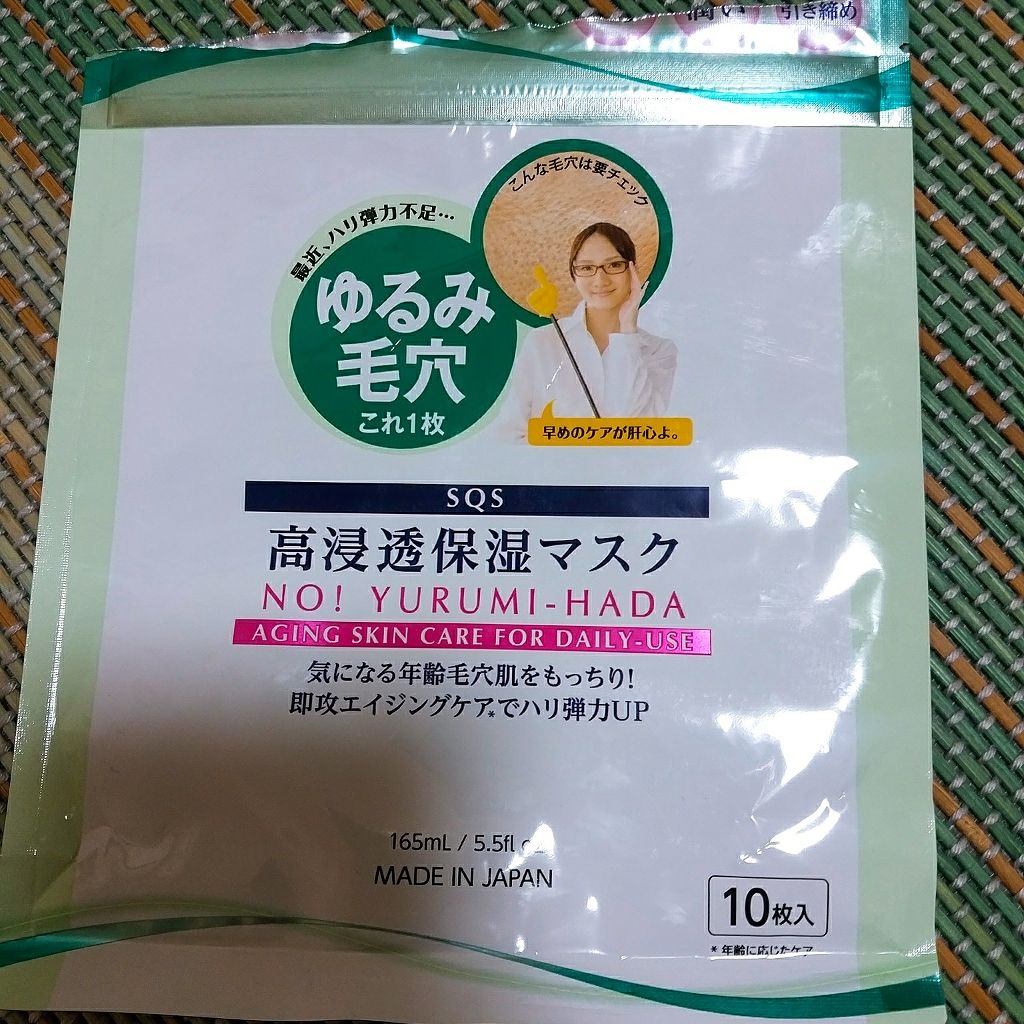 潤い
引き締め
こんな毛穴は要チェック
最近、ハリ弾力不足…
ゆるみ
毛穴
これ1枚
早めのケアが肝心よ。
SQS
高浸透保湿マスク
NO! YURUMI-HADA
AGING SKIN CARE FOR DAILY-USE
気になる年齢毛穴肌をもっちり!
即攻エイジングケア*でハリ弾力UP
165mL / 5.5fl
MADE IN JAPAN
10枚入
* 年齢に応じたケア